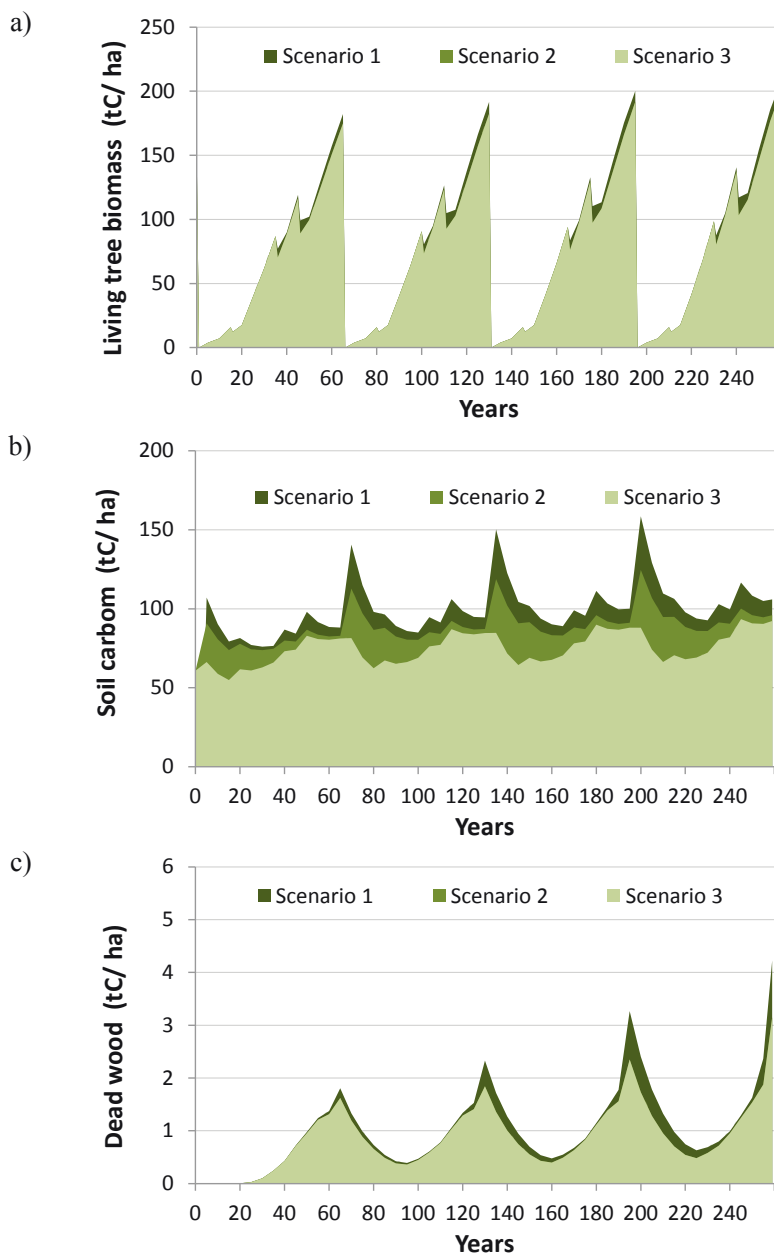 a)
Living tree biomass (tC/ ha)
250
200
150
100
50
0
Scenario 1 Scenario 2 Scenario 3
0 20 40 60 80 100 120 140 160 180 200 220 240
Years
b)
Soil carbom (tC/ ha)
200
150
100
50
0
Scenario 1 Scenario 2 Scenario 3
0 20 40 60 80 100 120 140 160 180 200 220 240
Years
c)
Dead wood (tC/ ha)
6
5
4
3
2
1
0
Scenario 1 Scenario 2 Scenario 3
0 20 40 60 80 100 120 140 160 180 200 220 240
Years